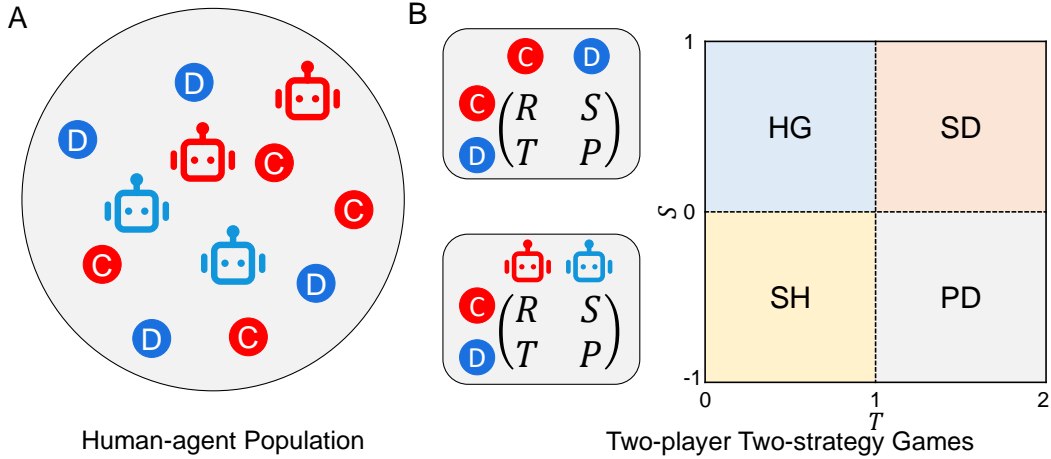 A
D
D
C
C
C
D
D
C
Human-agent Population
B
C D
C R S
D T P
C R S
D T P
1
HG SD
S 0
SH PD
-1
0 1 2
T
Two-player Two-strategy Games